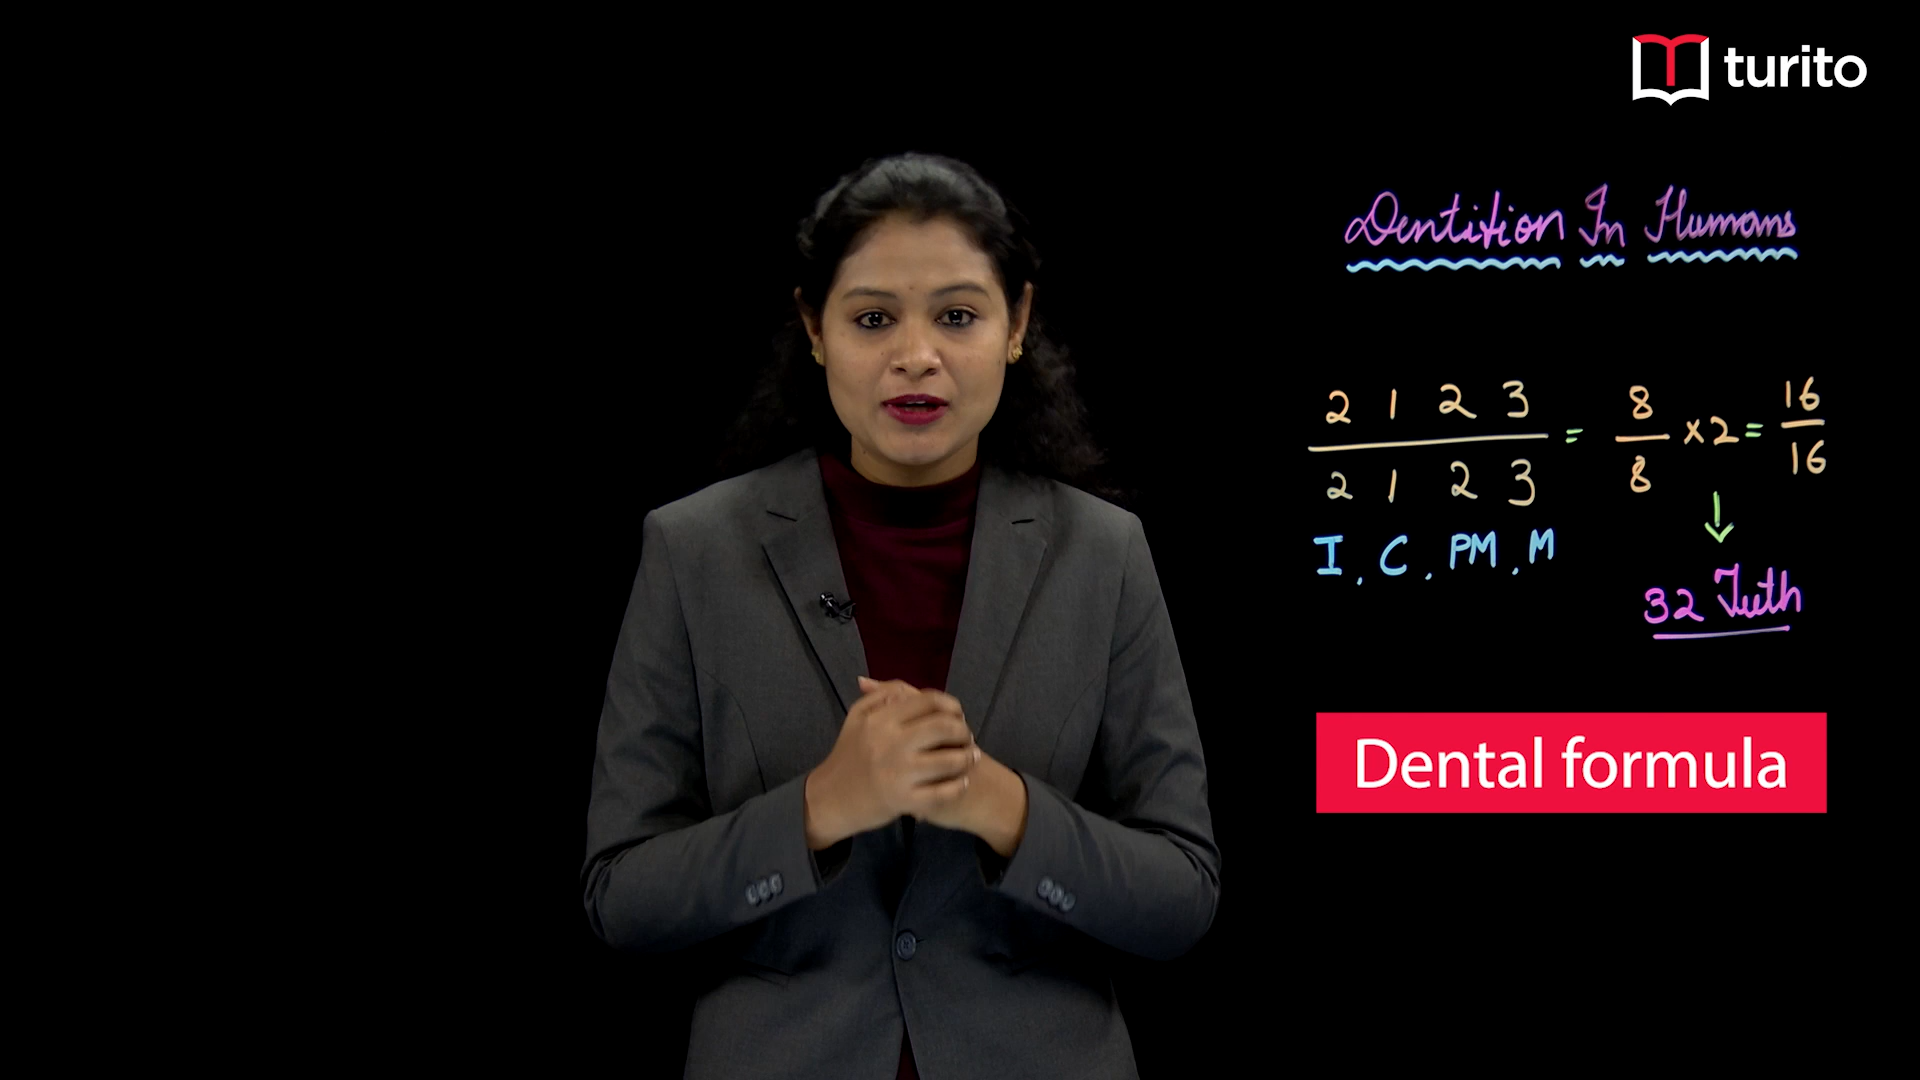 turito
Dentition In Humans
2 1 2 3 = 8 ×2= 16
2 1 2 3 8 16
I, C, PM, M
32 Teeth
Dental formula